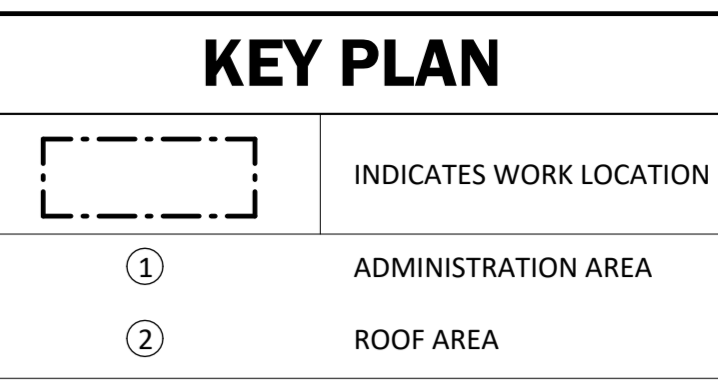 KEY PLAN
INDICATES WORK LOCATION
1 ADMINISTRATION AREA
2 ROOF AREA